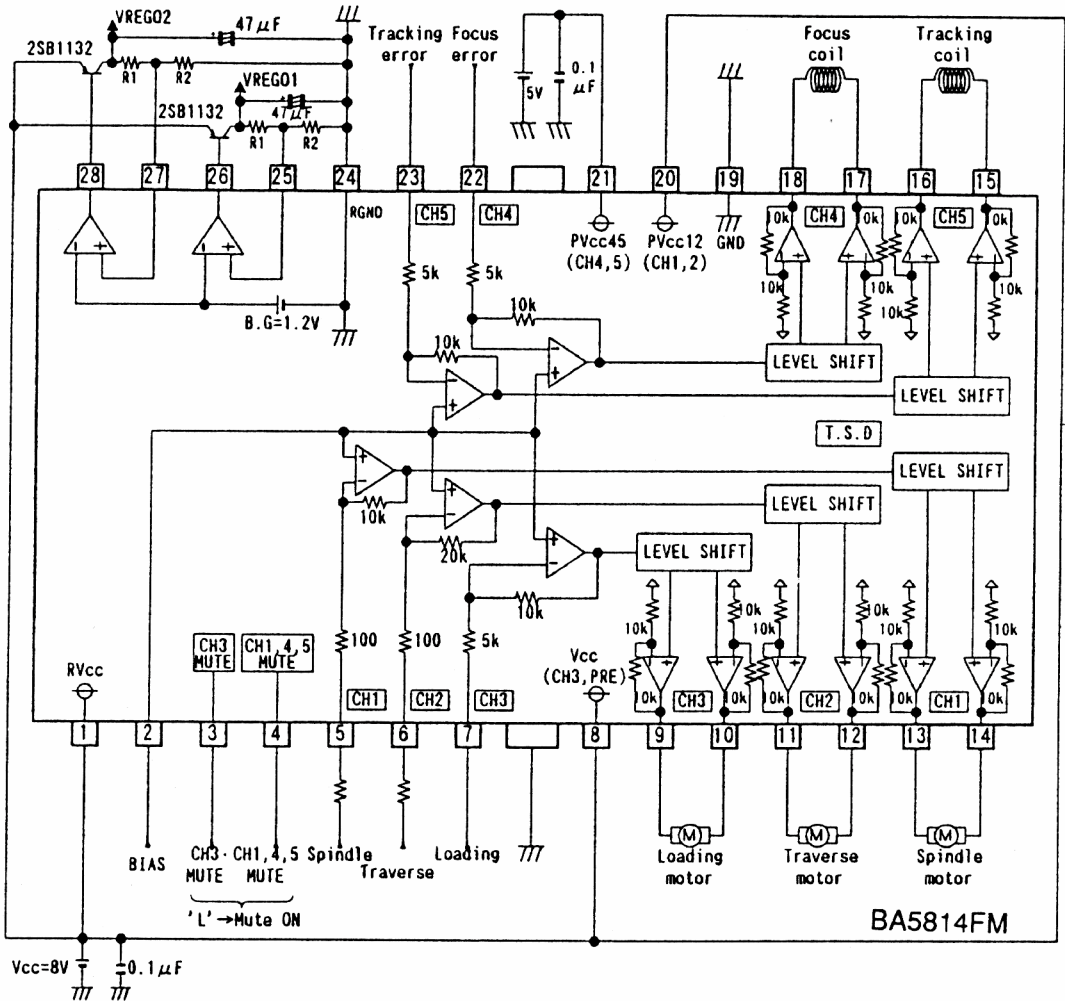 VREGO2
47μF
2SB1132
R1
R2
VREGO1
47μF
2SB1132
R1
R2
Tracking error
Focus error
5V
0.1 μF
Focus coil
Tracking coil
28
27
26
25
24
23
22
21
20
19
18
17
16
15
RGND
CH5
CH4
PVcc45 (CH4,5)
PVcc12 (CH1,2)
GND
CH4
CH5
10k
10k
10k
10k
10k
10k
10k
5k
5k
10k
10k
B.G=1.2V
LEVEL SHIFT
LEVEL SHIFT
T.S.D
LEVEL SHIFT
LEVEL SHIFT
LEVEL SHIFT
10k
20k
10k
100
100
5k
10k
10k
10k
10k
10k
10k
10k
10k
10k
10k
RVcc
CH3 MUTE
CH1,4,5 MUTE
CH1
CH2
CH3
Vcc (CH3,PRE)
CH3
CH2
CH1
1
2
3
4
5
6
7
8
9
10
11
12
13
14
BIAS
CH3 MUTE
CH1,4,5 MUTE
Spindle
Traverse
Loading
Loading motor
Traverse motor
Spindle motor
M
M
M
'L'→Mute ON
BA5814FM
Vcc=8V
0.1μF